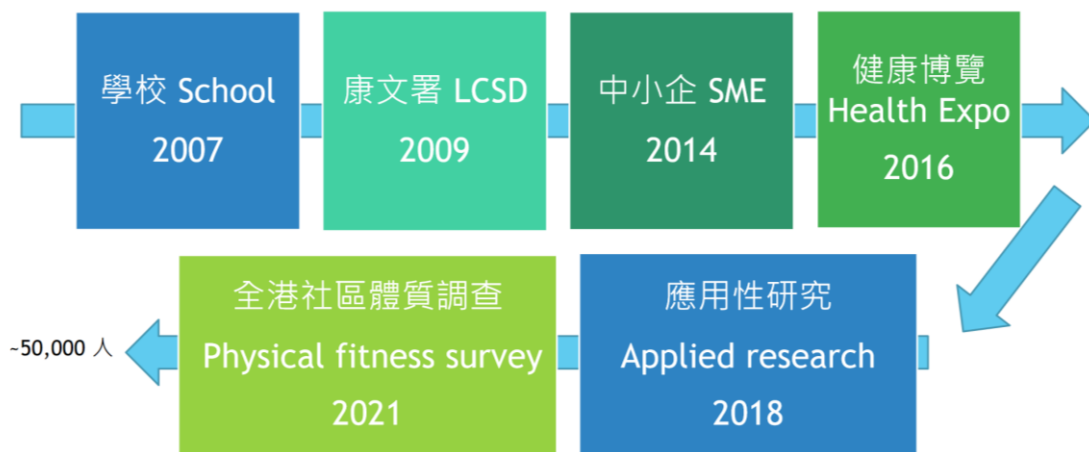 學校 School
2007
康文署 LCSD
2009
中小企 SME
2014
健康博覽
Health Expo
2016
應用性研究
Applied research
2018
全港社區體質調查
Physical fitness survey
2021
~50,000 人